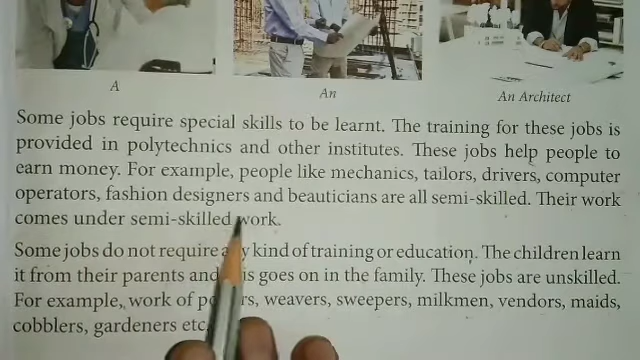 A
An
An Architect
Some jobs require special skills to be learnt. The training for these jobs is
provided in polytechnics and other institutes. These jobs help people to
earn money. For example, people like mechanics, tailors, drivers, computer
operators, fashion designers and beauticians are all semi-skilled. Their work
comes under semi-skilled work.
Some jobs do not require any kind of training or education. The children learn
it from their parents and is goes on in the family. These jobs are unskilled.
For example, work of weavers, sweepers, milkmen, vendors, maids,
cobblers, gardeners etc.